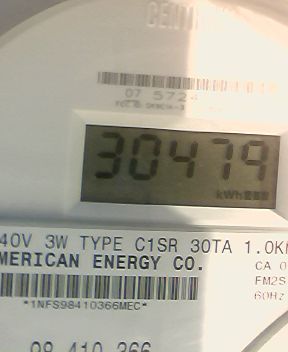 CENTR
07 572
30479
kWh
40V 3W TYPE C1SR 30TA 1.0K
MERICAN ENERGY CO.
CA 0
FM2S
60Hz
*1NFS98410366MEC*
98 410 366